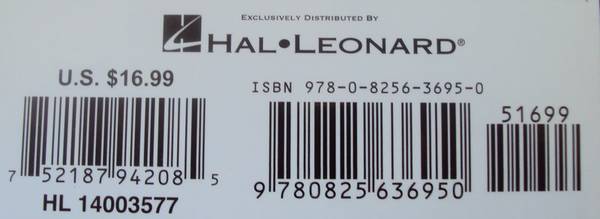 EXCLUSIVELY DISTRIBUTED BY
HAL•LEONARD®
U.S. $16.99
7 52187 94208 5
HL 14003577
ISBN 978-0-8256-3695-0
9 780825 636950
51699